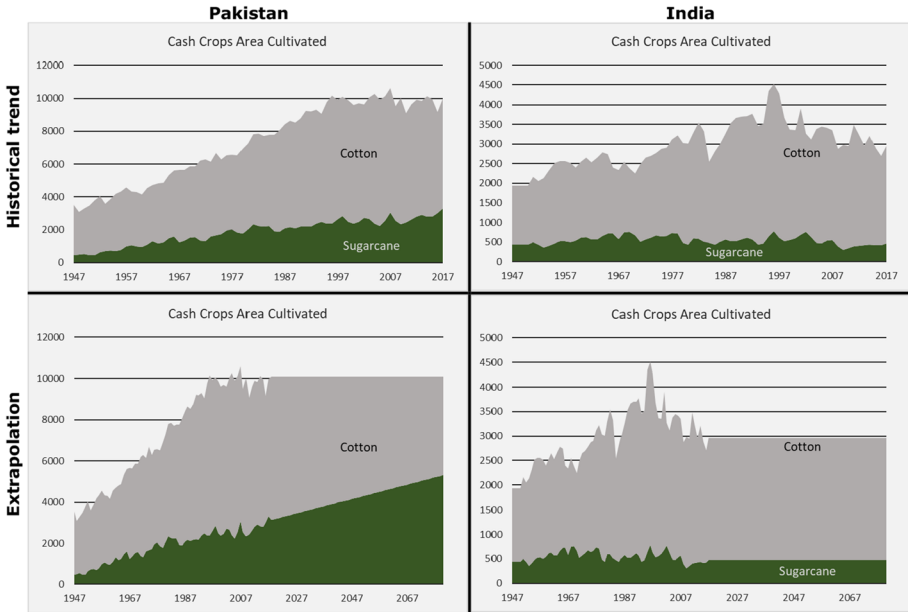 Pakistan
India
Historical trend
Cash Crops Area Cultivated
12000
10000
8000
6000
4000
2000
0
Cotton
Sugarcane
1947 1957 1967 1977 1987 1997 2007 2017
Cash Crops Area Cultivated
5000
4500
4000
3500
3000
2500
2000
1500
1000
500
0
Cotton
Sugarcane
1947 1957 1967 1977 1987 1997 2007 2017
Extrapolation
Cash Crops Area Cultivated
12000
10000
8000
6000
4000
2000
0
Cotton
1947 1967 1987 2007 2027 2047 2067
Cash Crops Area Cultivated
5000
4500
4000
3500
3000
2500
2000
1500
1000
500
0
Cotton
Sugarcane
1947 1967 1987 2007 2027 2047 2067